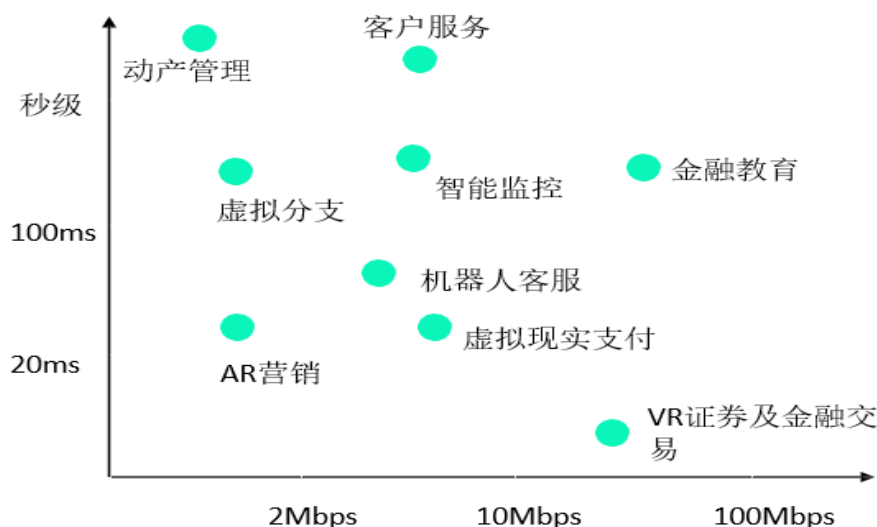 客户服务
动产管理
秒级
金融教育
智能监控
虚拟分支
100ms
机器人客服
虚拟现实支付
20ms
AR营销
VR证券及金融交
易
2Mbps
10Mbps
100Mbps